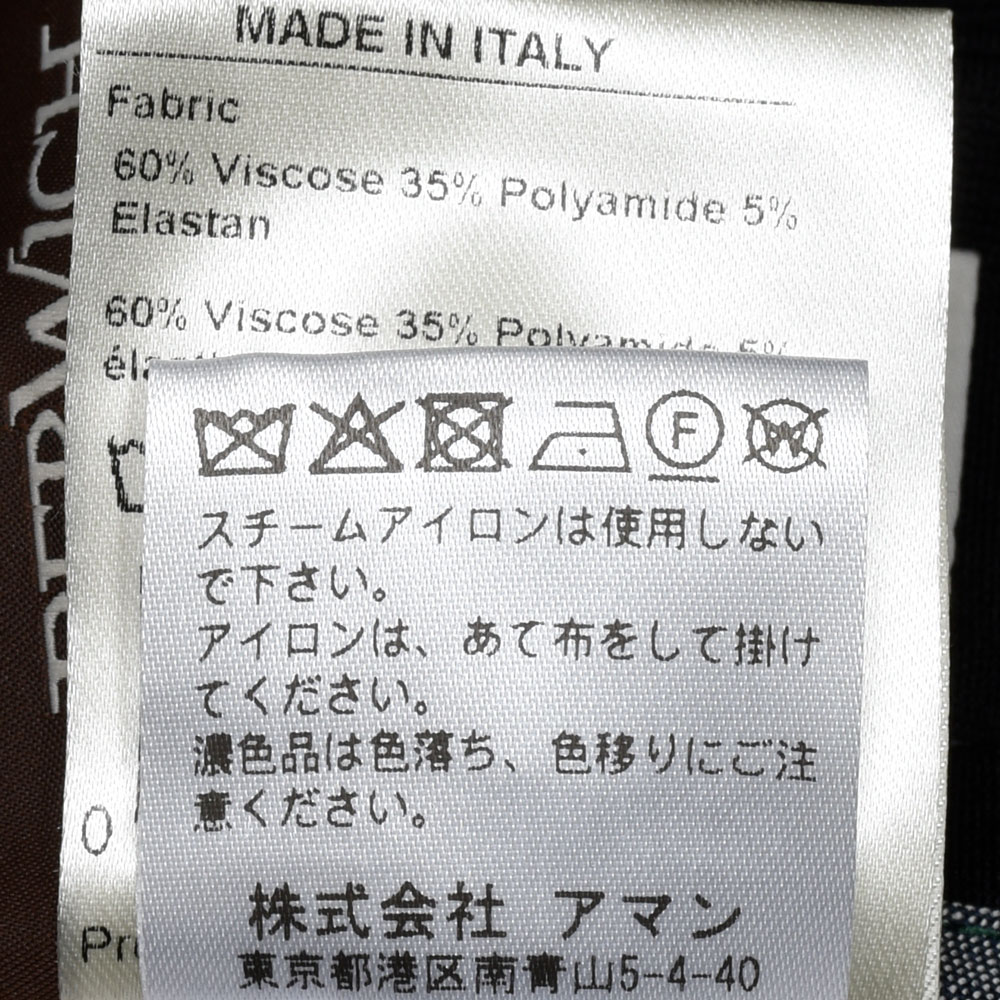 MADE IN ITALY
Fabric
60% Viscose 35% Polyamide 5%
Elastan
60% Viscose 35% Polyamide 5%
F
W
スチームアイロンは使用しない
で下さい。
アイロンは、あて布をして掛け
てください。
濃色品は色落ち、色移りにご注
意ください。
株式会社 アマン
東京都港区南青山5-4-40
0